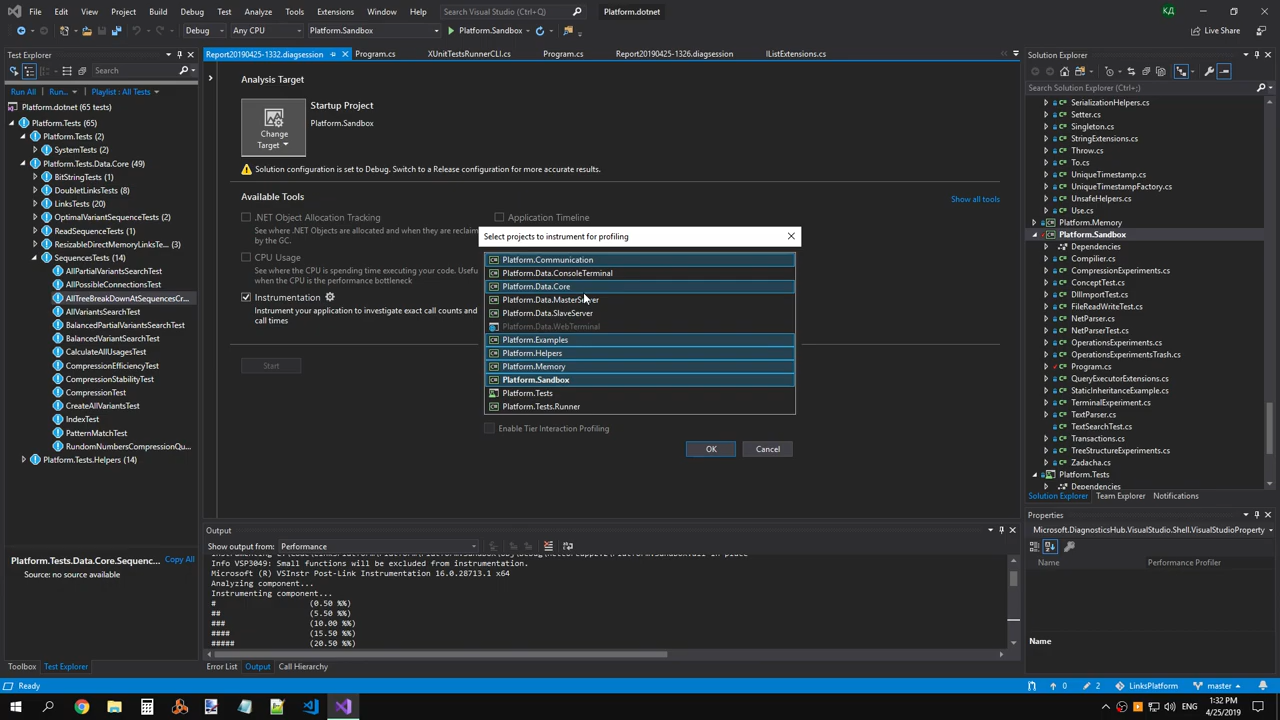 File Edit View Project Build Debug Test Analyze Tools Extensions Window Help Search Visual Studio (Ctrl+Q) Platform.dotnet КД
Debug Any CPU Platform.Sandbox Platform.Sandbox Live Share
Test Explorer
Search
Run All Run... Playlist : All Tests
Platform.dotnet (65 tests)
Platform.Tests (65)
Platform.Tests (2)
SystemTests (2)
Platform.Tests.Data.Core (49)
BitStringTests (1)
DoubletLinksTests (8)
LinksTests (20)
OptimalVariantSequenceTests (2)
ReadSequenceTests (1)
ResizableDirectMemoryLinksTe... (3)
SequencesTests (14)
AllPartialVariantsSearchTest
AllPossibleConnectionsTest
AllTreeBreakDownAtSequencesCr...
AllVariantsSearchTest
BalancedPartialVariantsSearchTest
BalancedVariantSearchTest
CalculateAllUsagesTest
CompressionEfficiencyTest
CompressionStabilityTest
CompressionTest
CreateAllVariantsTest
IndexTest
PatternMatchTest
RundomNumbersCompressionQu...
Platform.Tests.Helpers (14)
Platform.Tests.Data.Core.Sequenc... Copy All
Source: no source available
Toolbox Test Explorer
Report20190425-1332.diagsession Program.cs XUnitTestsRunnerCLI.cs Program.cs Report20190425-1326.diagsession IListExtensions.cs
Analysis Target
Change
Target
Startup Project
Platform.Sandbox
Solution configuration is set to Debug. Switch to a Release configuration for more accurate results.
Available Tools
Show all tools
.NET Object Allocation Tracking
See where .NET Objects are allocated and when they are reclaim
by the GC.
Application Timeline
CPU Usage
See where the CPU is spending time executing your code. Useful
when the CPU is the performance bottleneck
Instrumentation
Instrument your application to investigate exact call counts and
call times
Start
Select projects to instrument for profiling
Platform.Communication
Platform.Data.ConsoleTerminal
Platform.Data.Core
Platform.Data.MasterServer
Platform.Data.SlaveServer
Platform.Data.WebTerminal
Platform.Examples
Platform.Helpers
Platform.Memory
Platform.Sandbox
Platform.Tests
Platform.Tests.Runner
Enable Tier Interaction Profiling
OK Cancel
Output
Show output from: Performance
Info VSP3049: Small functions will be excluded from instrumentation.
Microsoft (R) VSInstr Post-Link Instrumentation 16.0.28713.1 x64
Analyzing component...
Instrumenting component...
# (0.50 %%)
## (5.50 %%)
### (10.00 %%)
#### (15.50 %%)
##### (20.50 %%)
Error List Output Call Hierarchy
Solution Explorer
Search Solution Explorer (Ctrl+;)
SerializationHelpers.cs
Setter.cs
Singleton.cs
StringExtensions.cs
Throw.cs
To.cs
UniqueTimestamp.cs
UniqueTimestampFactory.cs
UnsafeHelpers.cs
Use.cs
Platform.Memory
Platform.Sandbox
Dependencies
Compilier.cs
CompressionExperiments.cs
ConceptTest.cs
DllImportTest.cs
FileReadWriteTest.cs
NetParser.cs
NetParserTest.cs
OperationsExperiments.cs
OperationsExperimentsTrash.cs
Program.cs
QueryExecutorExtensions.cs
StaticInheritanceExample.cs
TerminalExperiment.cs
TextParser.cs
TextSearchTest.cs
Transactions.cs
TreeStructureExperiments.cs
Zadacha.cs
Platform.Tests
Dependencies
Solution Explorer Team Explorer Notifications
Properties
Microsoft.DiagnosticsHub.VisualStudio.Shell.VisualStudioProperty
Name Performance Profiler
Name
Ready 0 2 LinksPlatform master
ENG 1:32 PM
4/25/2019